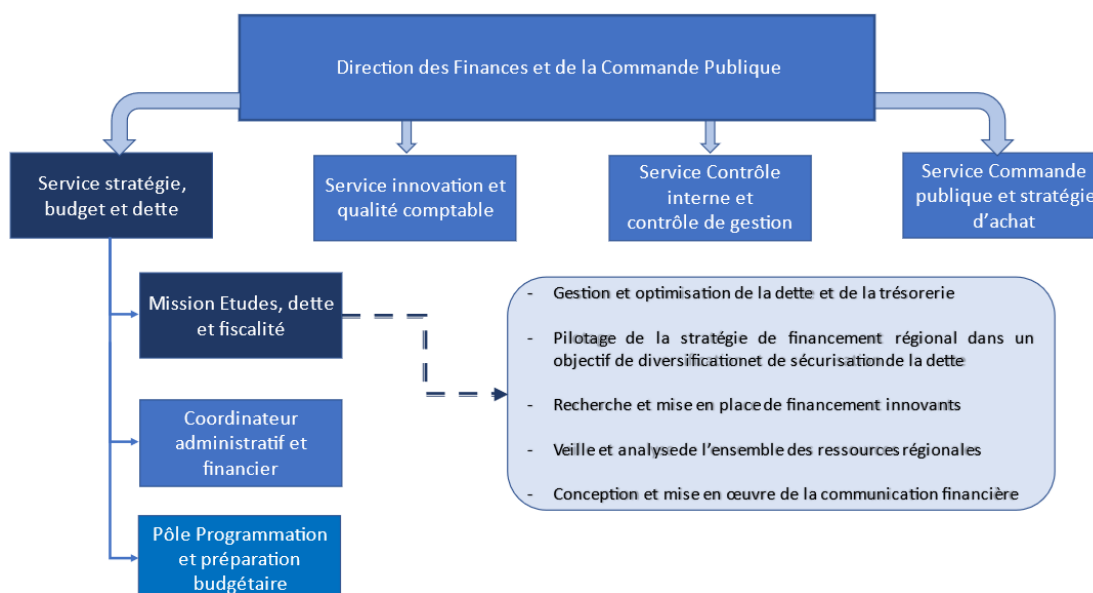 Direction des Finances et de la Commande Publique
Service stratégie,
budget et dette
Service innovation et
qualité comptable
Service Contrôle
interne et
contrôle de gestion
Service Commande
publique et stratégie
d'achat
Mission Etudes, dette
et fiscalité
- Gestion et optimisation de la dette et de la trésorerie
- Pilotage de la stratégie de financement régional dans un
objectif de diversificationet de sécurisation de la dette
- Recherche et mise en place de financement innovants
- Veille et analyse de l'ensemble des ressources régionales
- Conception et mise en œuvre de la communication financière
Coordinateur
administratif et
financier
Pôle Programmation
et préparation
budgétaire